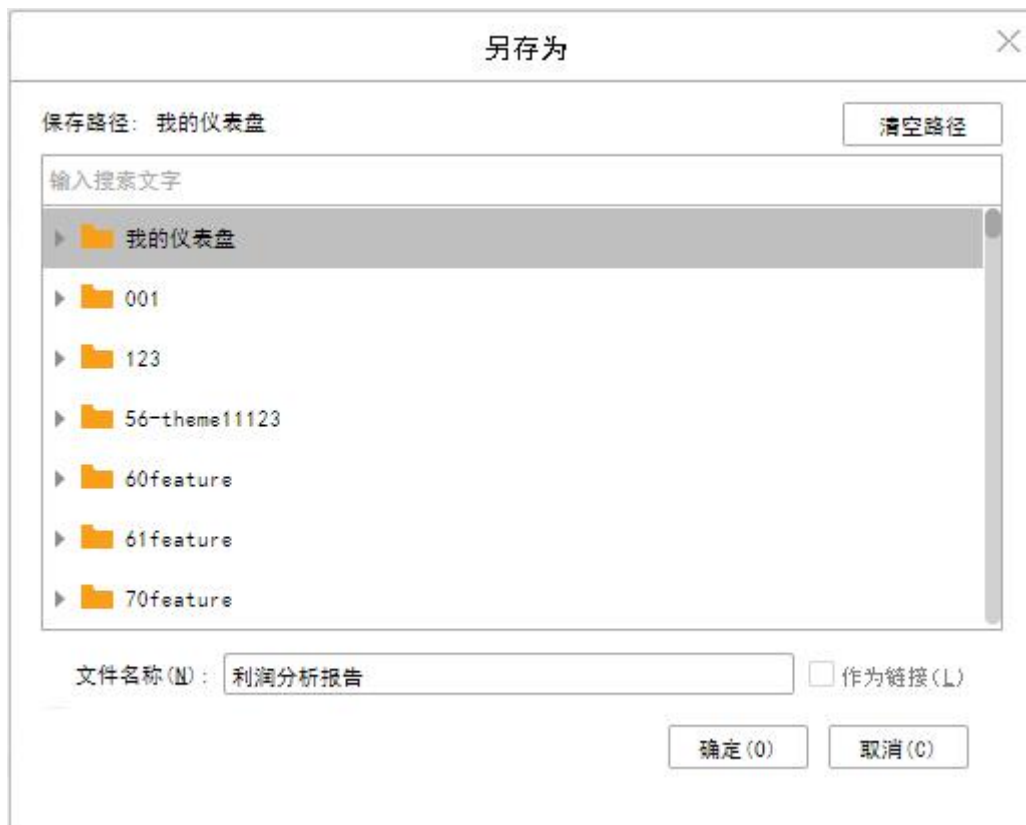 另存为
保存路径: 我的仪表盘
清空路径
输入搜索文字
我的仪表盘
001
123
56-theme11123
60feature
61feature
70feature
文件名称(N): 利润分析报告
作为链接(L)
确定(O) 取消(C)